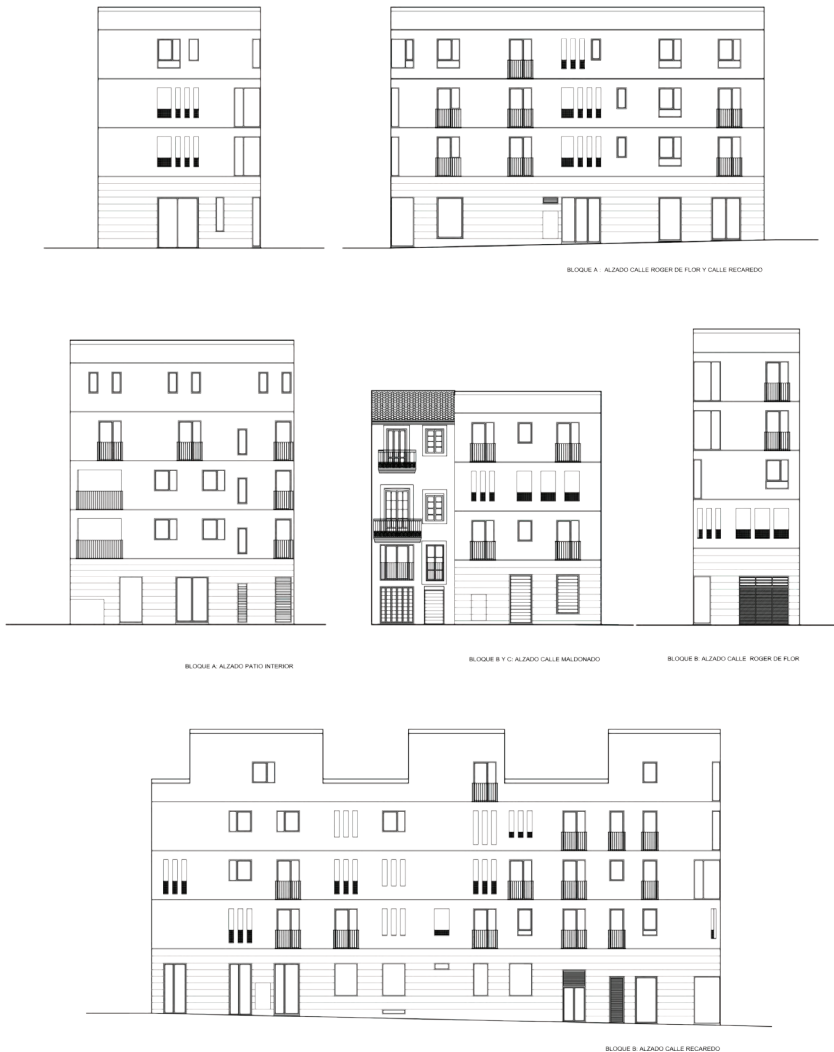 BLOQUE A : ALZADO CALLE ROGER DE FLOR Y CALLE RECAREDO
BLOQUE A: ALZADO PATIO INTERIOR
BLOQUE B Y C: ALZADO CALLE MALDONADO
BLOQUE B: ALZADO CALLE ROGER DE FLOR
BLOQUE B: ALZADO CALLE RECAREDO